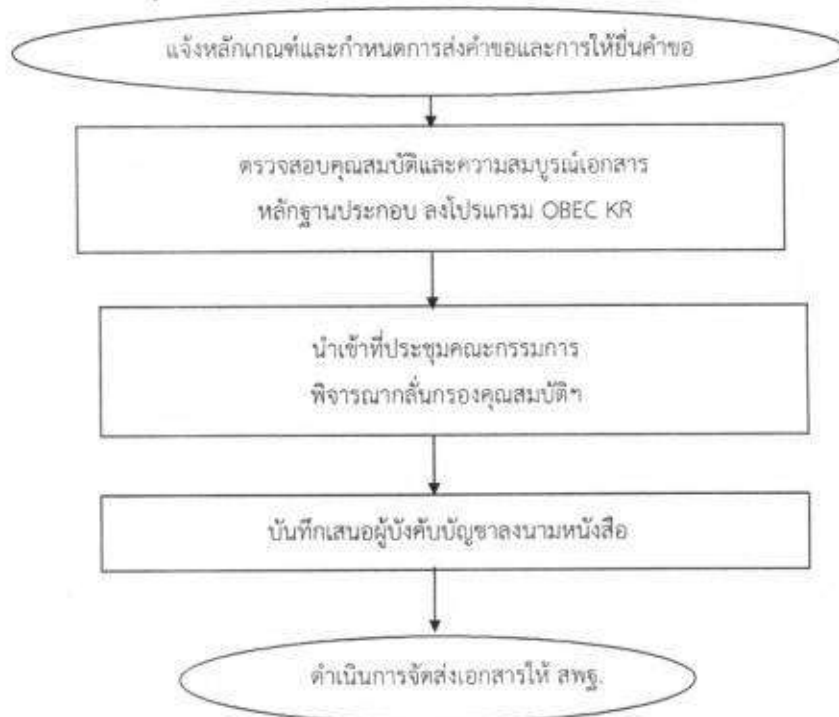 แจ้งหลักเกณฑ์และกำหนดการส่งคำขอและการให้ยื่นคำขอ
ตรวจสอบคุณสมบัติและความสมบูรณ์เอกสาร
หลักฐานประกอบ ลงโปรแกรม OBEC KR
นำเข้าที่ประชุมคณะกรรมการ
พิจารณากลั่นกรองคุณสมบัติฯ
บันทึกเสนอผู้บังคับบัญชาลงนามหนังสือ
ดำเนินการจัดส่งเอกสารให้ สพฐ.